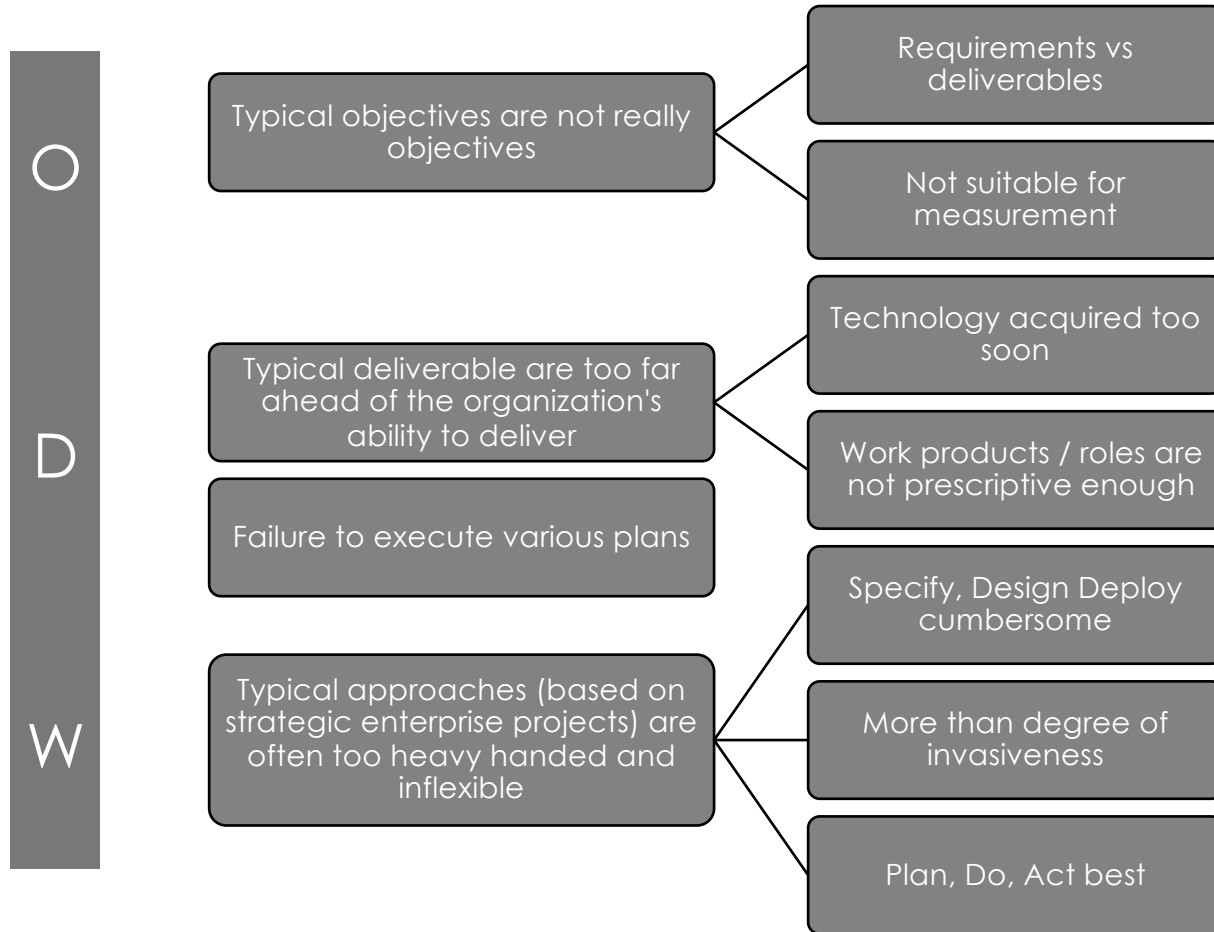 O
D
W
Typical objectives are not really
objectives
Requirements vs
deliverables
Not suitable for
measurement
Typical deliverable are too far
ahead of the organization's
ability to deliver
Technology acquired too
soon
Work products / roles are
not prescriptive enough
Failure to execute various plans
Typical approaches (based on
strategic enterprise projects) are
often too heavy handed and
inflexible
Specify, Design Deploy
cumbersome
More than degree of
invasiveness
Plan, Do, Act best